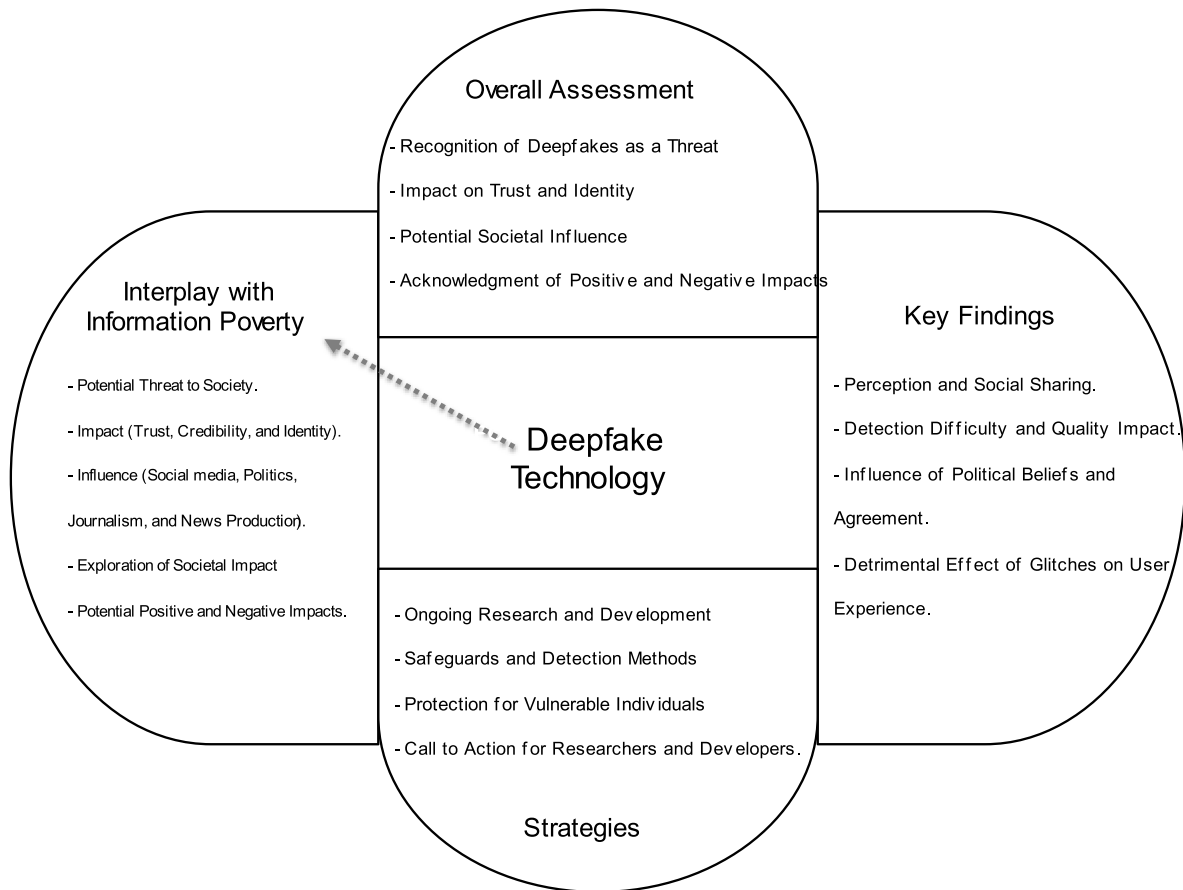 Overall Assessment
- Recognition of Deepfakes as a Threat
- Impact on Trust and Identity
- Potential Societal Influence
- Acknowledgment of Positive and Negative Impacts
Interplay with
Information Poverty
- Potential Threat to Society.
- Impact (Trust, Credibility, and Identity).
- Influence (Social media, Politics,
Journalism, and News Production).
- Exploration of Societal Impact
- Potential Positive and Negative Impacts.
Deepfake
Technology
Key Findings
- Perception and Social Sharing.
- Detection Difficulty and Quality Impact.
- Influence of Political Beliefs and
Agreement.
- Detrimental Effect of Glitches on User
Experience.
- Ongoing Research and Development
- Safeguards and Detection Methods
- Protection for Vulnerable Individuals
- Call to Action for Researchers and Developers.
Strategies